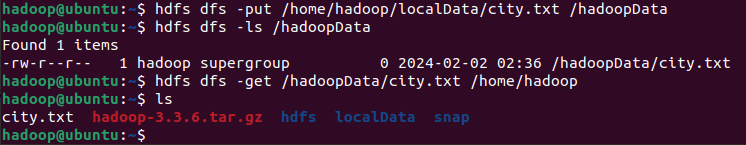 hadoop@ubuntu:~$ hdfs dfs -put /home/hadoop/localData/city.txt /hadoopData
hadoop@ubuntu:~$ hdfs dfs -ls /hadoopData
Found 1 items
-rw-r--r--   1 hadoop supergroup          0 2024-02-02 02:36 /hadoopData/city.txt
hadoop@ubuntu:~$ hdfs dfs -get /hadoopData/city.txt /home/hadoop
hadoop@ubuntu:~$ ls
city.txt  hadoop-3.3.6.tar.gz  hdfs  localData  snap
hadoop@ubuntu:~$